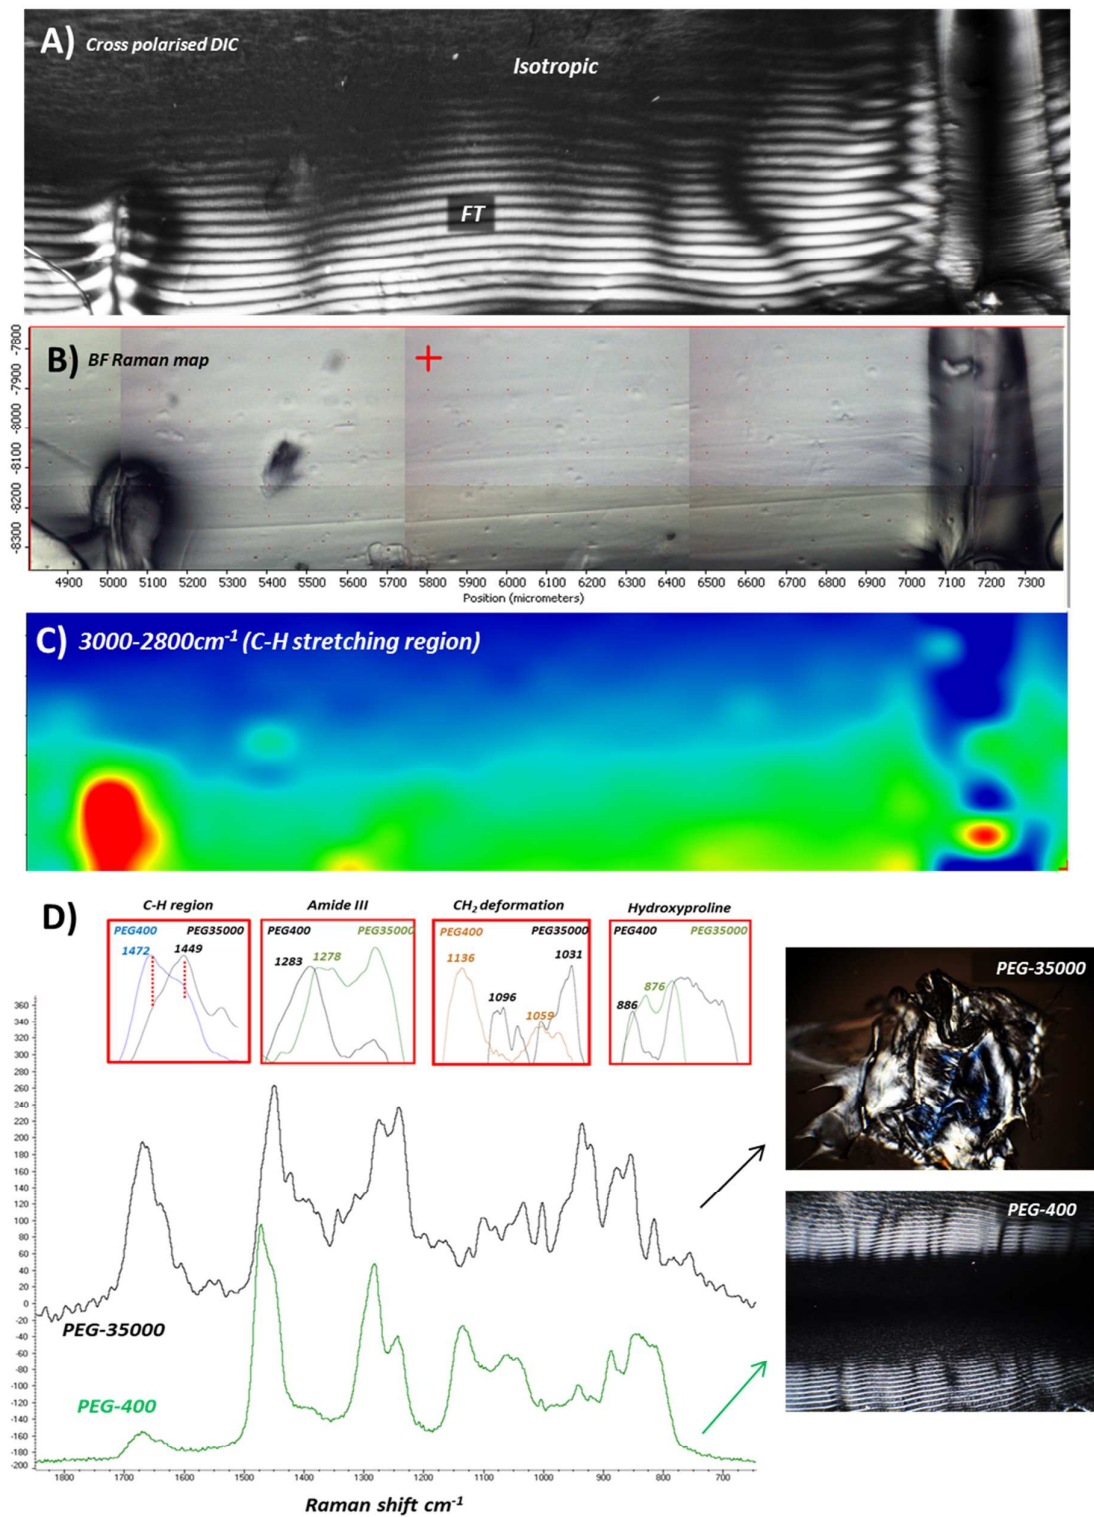 A) Cross polarised DIC
Isotropic
FT
B) BF Raman map
-7800
-7900
-8000
-8100
-8200
-8300
4900 5000 5100 5200 5300 5400 5500 5600 5700 5800 5900 6000 6100 6200 6300 6400 6500 6600 6700 6800 6900 7000 7100 7200 7300
Position (micrometers)
C) 3000-2800cm⁻¹ (C-H stretching region)
D)
C-H region
PEG400 PEG35000
1472 1449
Amide III
PEG400 PEG35000
1283 1278
CH₂ deformation
PEG400 PEG35000
1136 1031
1096
1059
Hydroxyproline
PEG400 PEG35000
886 876
360
340
320
300
280
260
240
220
200
180
160
140
120
100
80
60
40
20
0
-20
-40
-60
-80
-100
-120
-140
-160
-180
-200
PEG-35000
PEG-400
1800 1700 1600 1500 1400 1300 1200 1100 1000 900 800 700
Raman shift cm⁻¹
PEG-35000
PEG-400